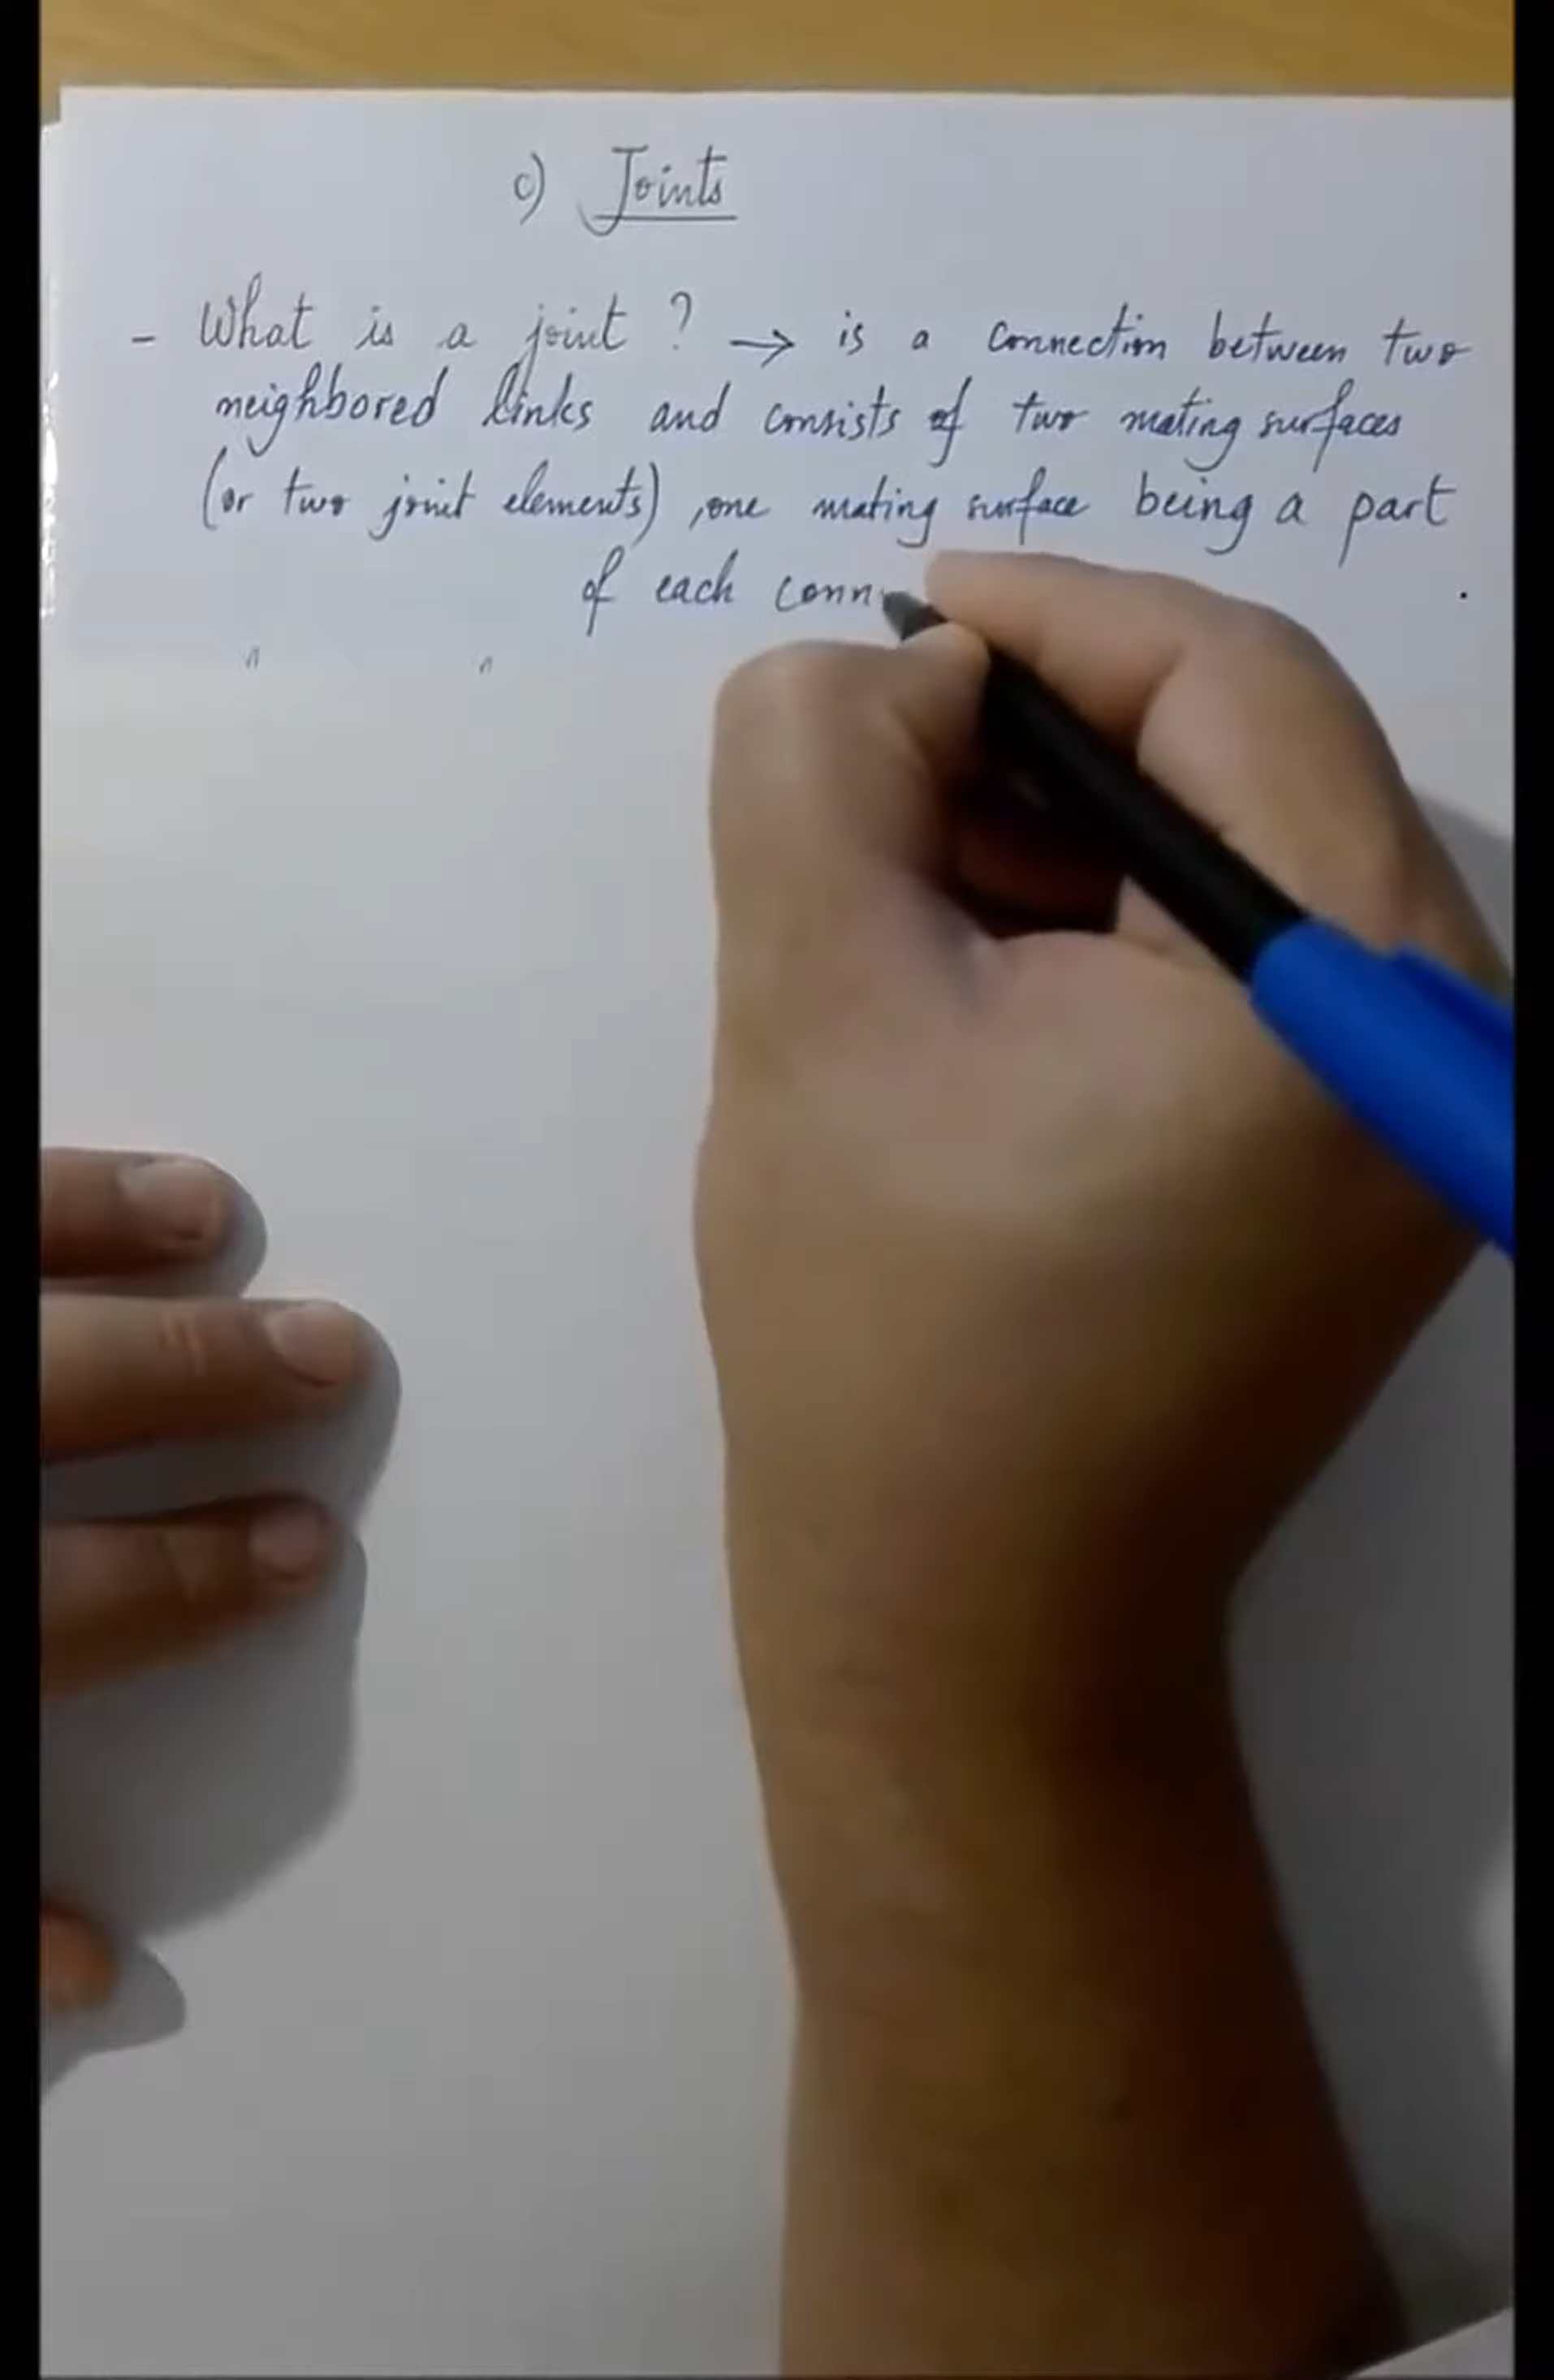 c) Joints
- What is a joint ? → is a connection between two
neighbored links and consists of two mating surfaces
(or two joint elements) , one mating surface being a part
of each conn